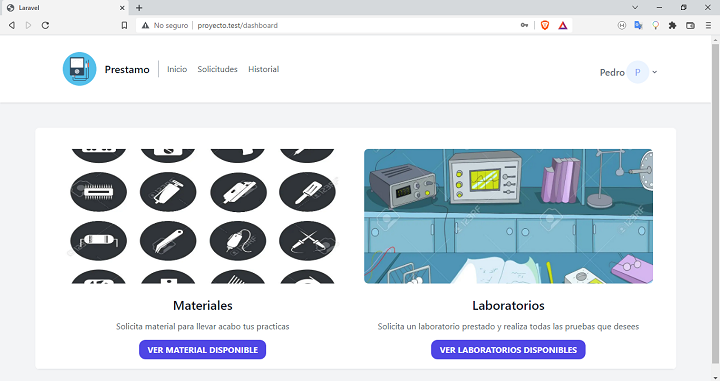 Laravel
No seguro
proyecto.test/dashboard
Prestamo
Inicio
Solicitudes
Historial
Pedro
P
Materiales
Solicita material para llevar acabo tus practicas
VER MATERIAL DISPONIBLE
Laboratorios
Solicita un laboratorio prestado y realiza todas las pruebas que desees
VER LABORATORIOS DISPONIBLES